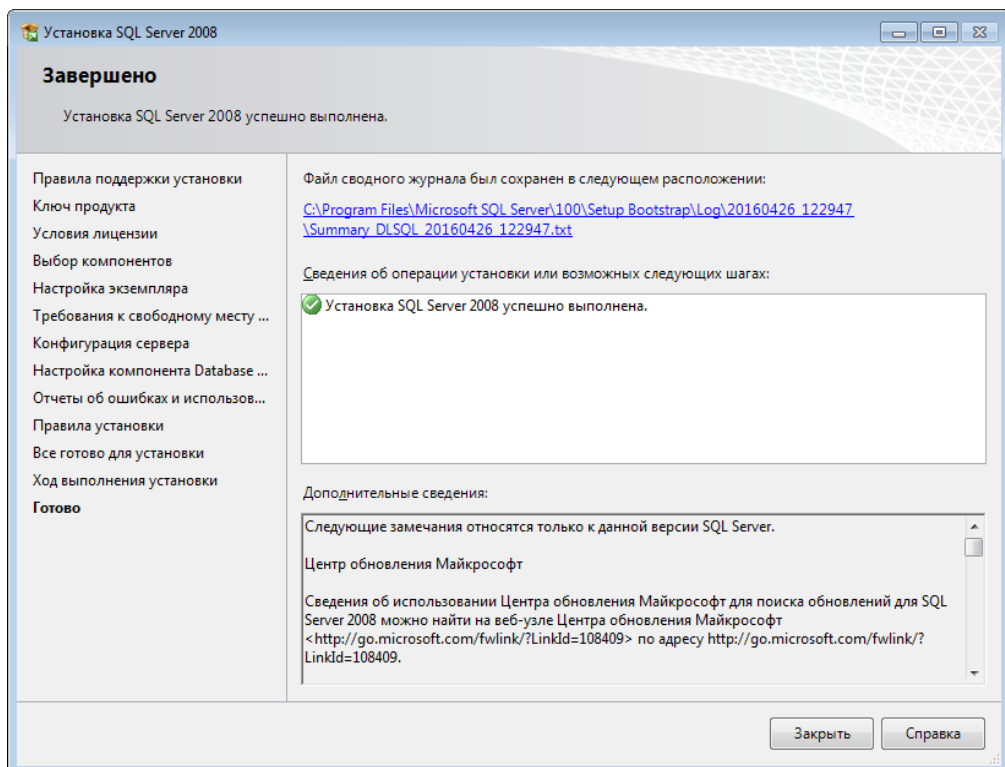 Установка SQL Server 2008
Завершено
Установка SQL Server 2008 успешно выполнена.
Правила поддержки установки
Ключ продукта
Условия лицензии
Выбор компонентов
Настройка экземпляра
Требования к свободному месту ...
Конфигурация сервера
Настройка компонента Database ...
Отчеты об ошибках и использов...
Правила установки
Все готово для установки
Ход выполнения установки
Готово
Файл сводного журнала был сохранен в следующем расположении:
C:\Program Files\Microsoft SQL Server\100\Setup Bootstrap\Log\20160426_122947
\Summary_DLSQL_20160426_122947.txt
Сведения об операции установки или возможных следующих шагах:
Установка SQL Server 2008 успешно выполнена.
Дополнительные сведения:
Следующие замечания относятся только к данной версии SQL Server.
Центр обновления Майкрософт
Сведения об использовании Центра обновления Майкрософт для поиска обновлений для SQL
Server 2008 можно найти на веб-узле Центра обновления Майкрософт
<http://go.microsoft.com/fwlink/?LinkId=108409> по адресу http://go.microsoft.com/fwlink/?
LinkId=108409.
Закрыть
Справка